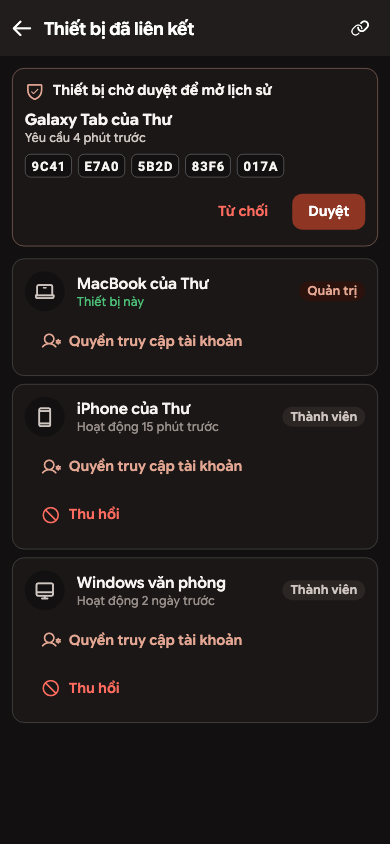 Thiết bị đã liên kết
Thiết bị chờ duyệt để mở lịch sử
Galaxy Tab của Thư
Yêu cầu 4 phút trước
9C41 E7A0 5B2D 83F6 017A
Từ chối Duyệt
MacBook của Thư
Thiết bị này
Quản trị
Quyền truy cập tài khoản
iPhone của Thư
Hoạt động 15 phút trước
Thành viên
Quyền truy cập tài khoản
Thu hồi
Windows văn phòng
Hoạt động 2 ngày trước
Thành viên
Quyền truy cập tài khoản
Thu hồi